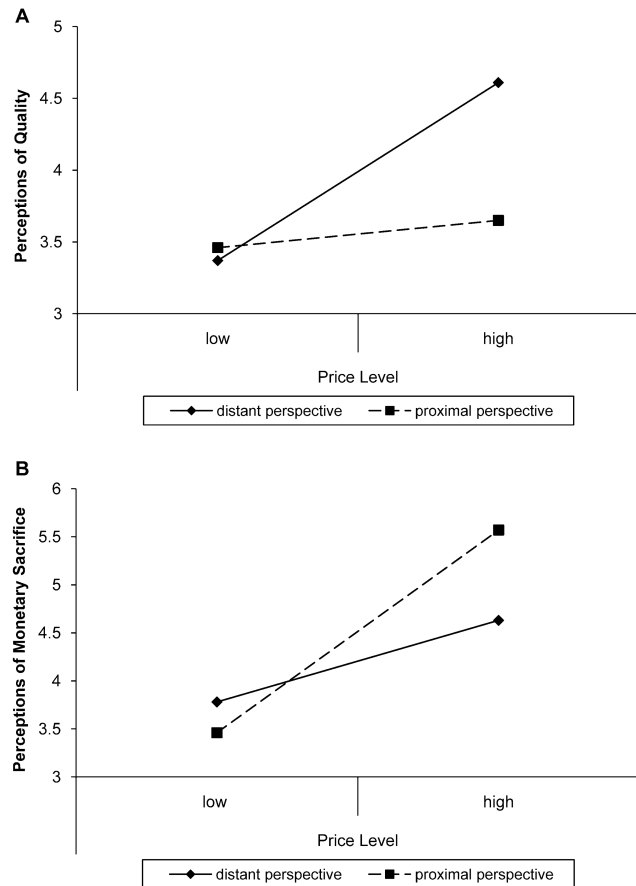 A
Perceptions of Quality
5
4.5
4
3.5
3
low high
Price Level
distant perspective proximal perspective
B
Perceptions of Monetary Sacrifice
6
5.5
5
4.5
4
3.5
3
low high
Price Level
distant perspective proximal perspective